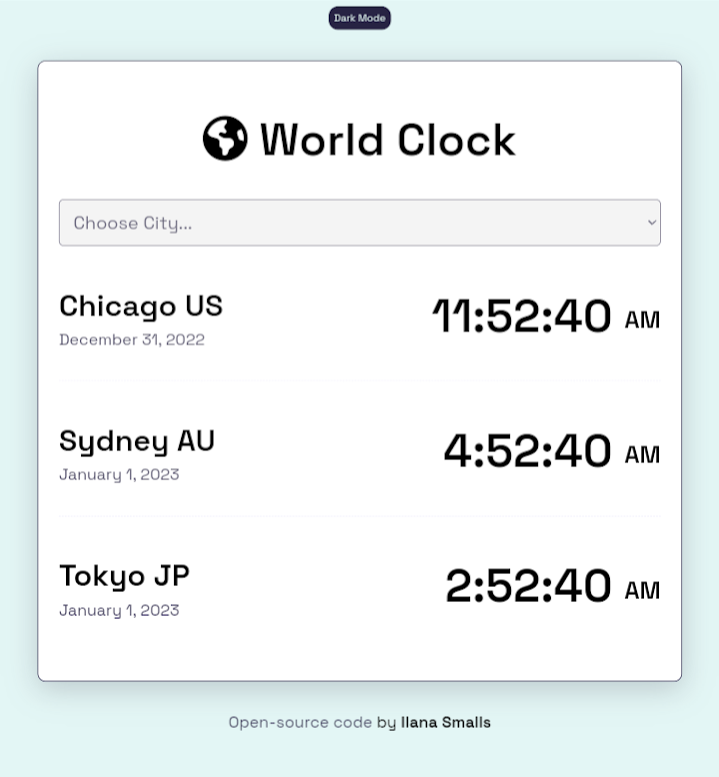 Dark Mode
World Clock
Choose City...
Chicago US
11:52:40 AM
December 31, 2022
Sydney AU
4:52:40 AM
January 1, 2023
Tokyo JP
2:52:40 AM
January 1, 2023
Open-source code by Ilana Smalls